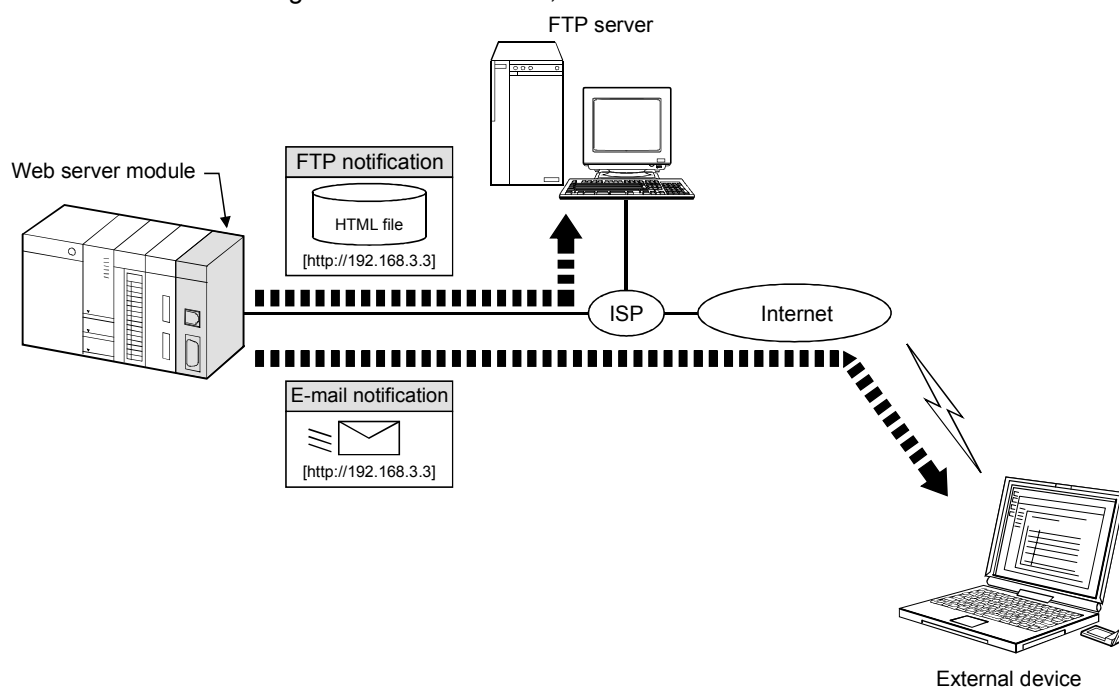 FTP server
Web server module
FTP notification
HTML file
[http://192.168.3.3]
ISP
Internet
E-mail notification
[http://192.168.3.3]
External device